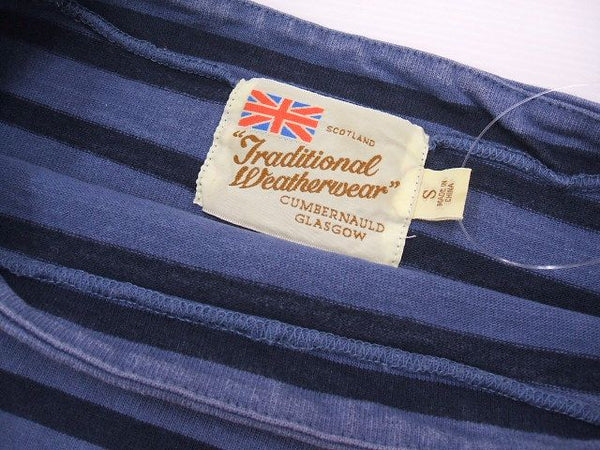 SCOTLAND
"Traditional
Weatherwear"
CUMBERNAULD
GLASGOW
S
MADE IN
CHINA